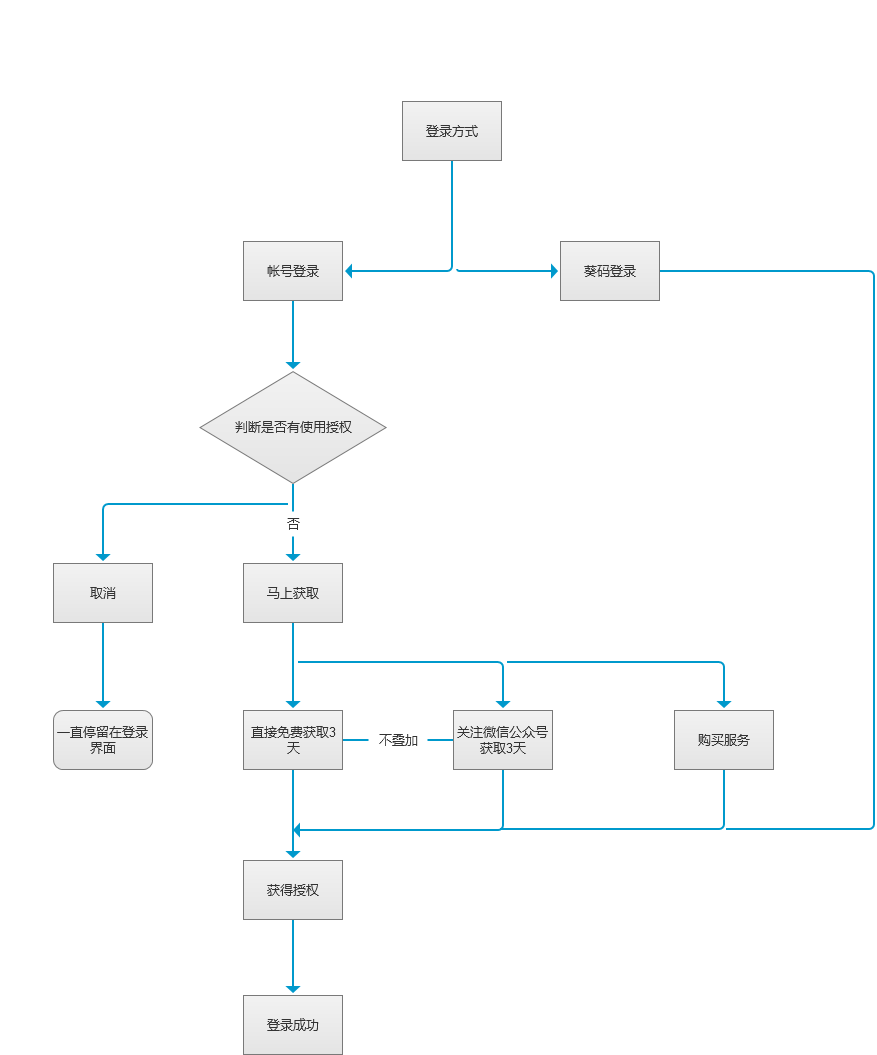 登录方式
帐号登录
葵码登录
判断是否有使用授权
否
取消
马上获取
一直停留在登录
界面
直接免费获取3
天
不叠加
关注微信公众号
获取3天
购买服务
获得授权
登录成功